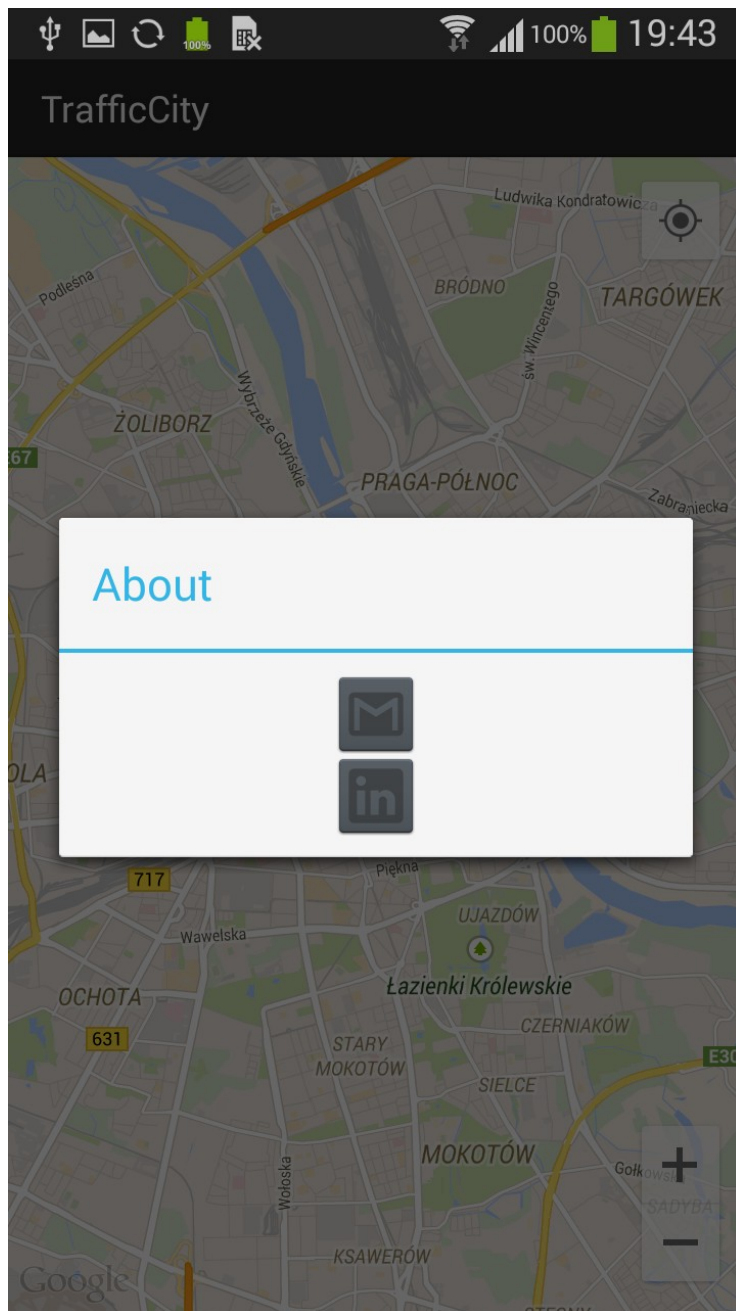 100%
100% 19:43
TrafficCity
Ludwika Kondratowicza
Podleśna
BRÓDNO
TARGÓWEK
św. Wincentego
Wybrzeże Gdyńskie
ŻOLIBORZ
E67
PRAGA-PÓŁNOC
Zabraniecka
About
M
in
OLA
Piękna
717
UJAZDÓW
Wawelska
Łazienki Królewskie
OCHOTA
631
CZERNIAKÓW
STARY
MOKOTÓW
E30
SIELCE
MOKOTÓW
Wołoska
+
SADYBA
−
KSAWERÓW
Google